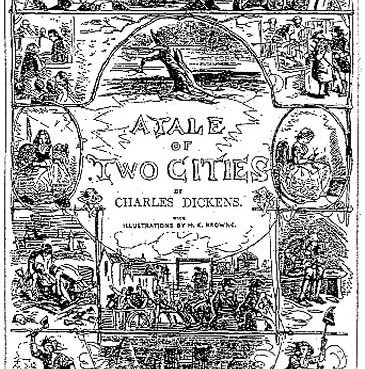 A TALE
OF
TWO CITIES
BY
CHARLES DICKENS.
WITH
ILLUSTRATIONS BY H. K. BROWNE.